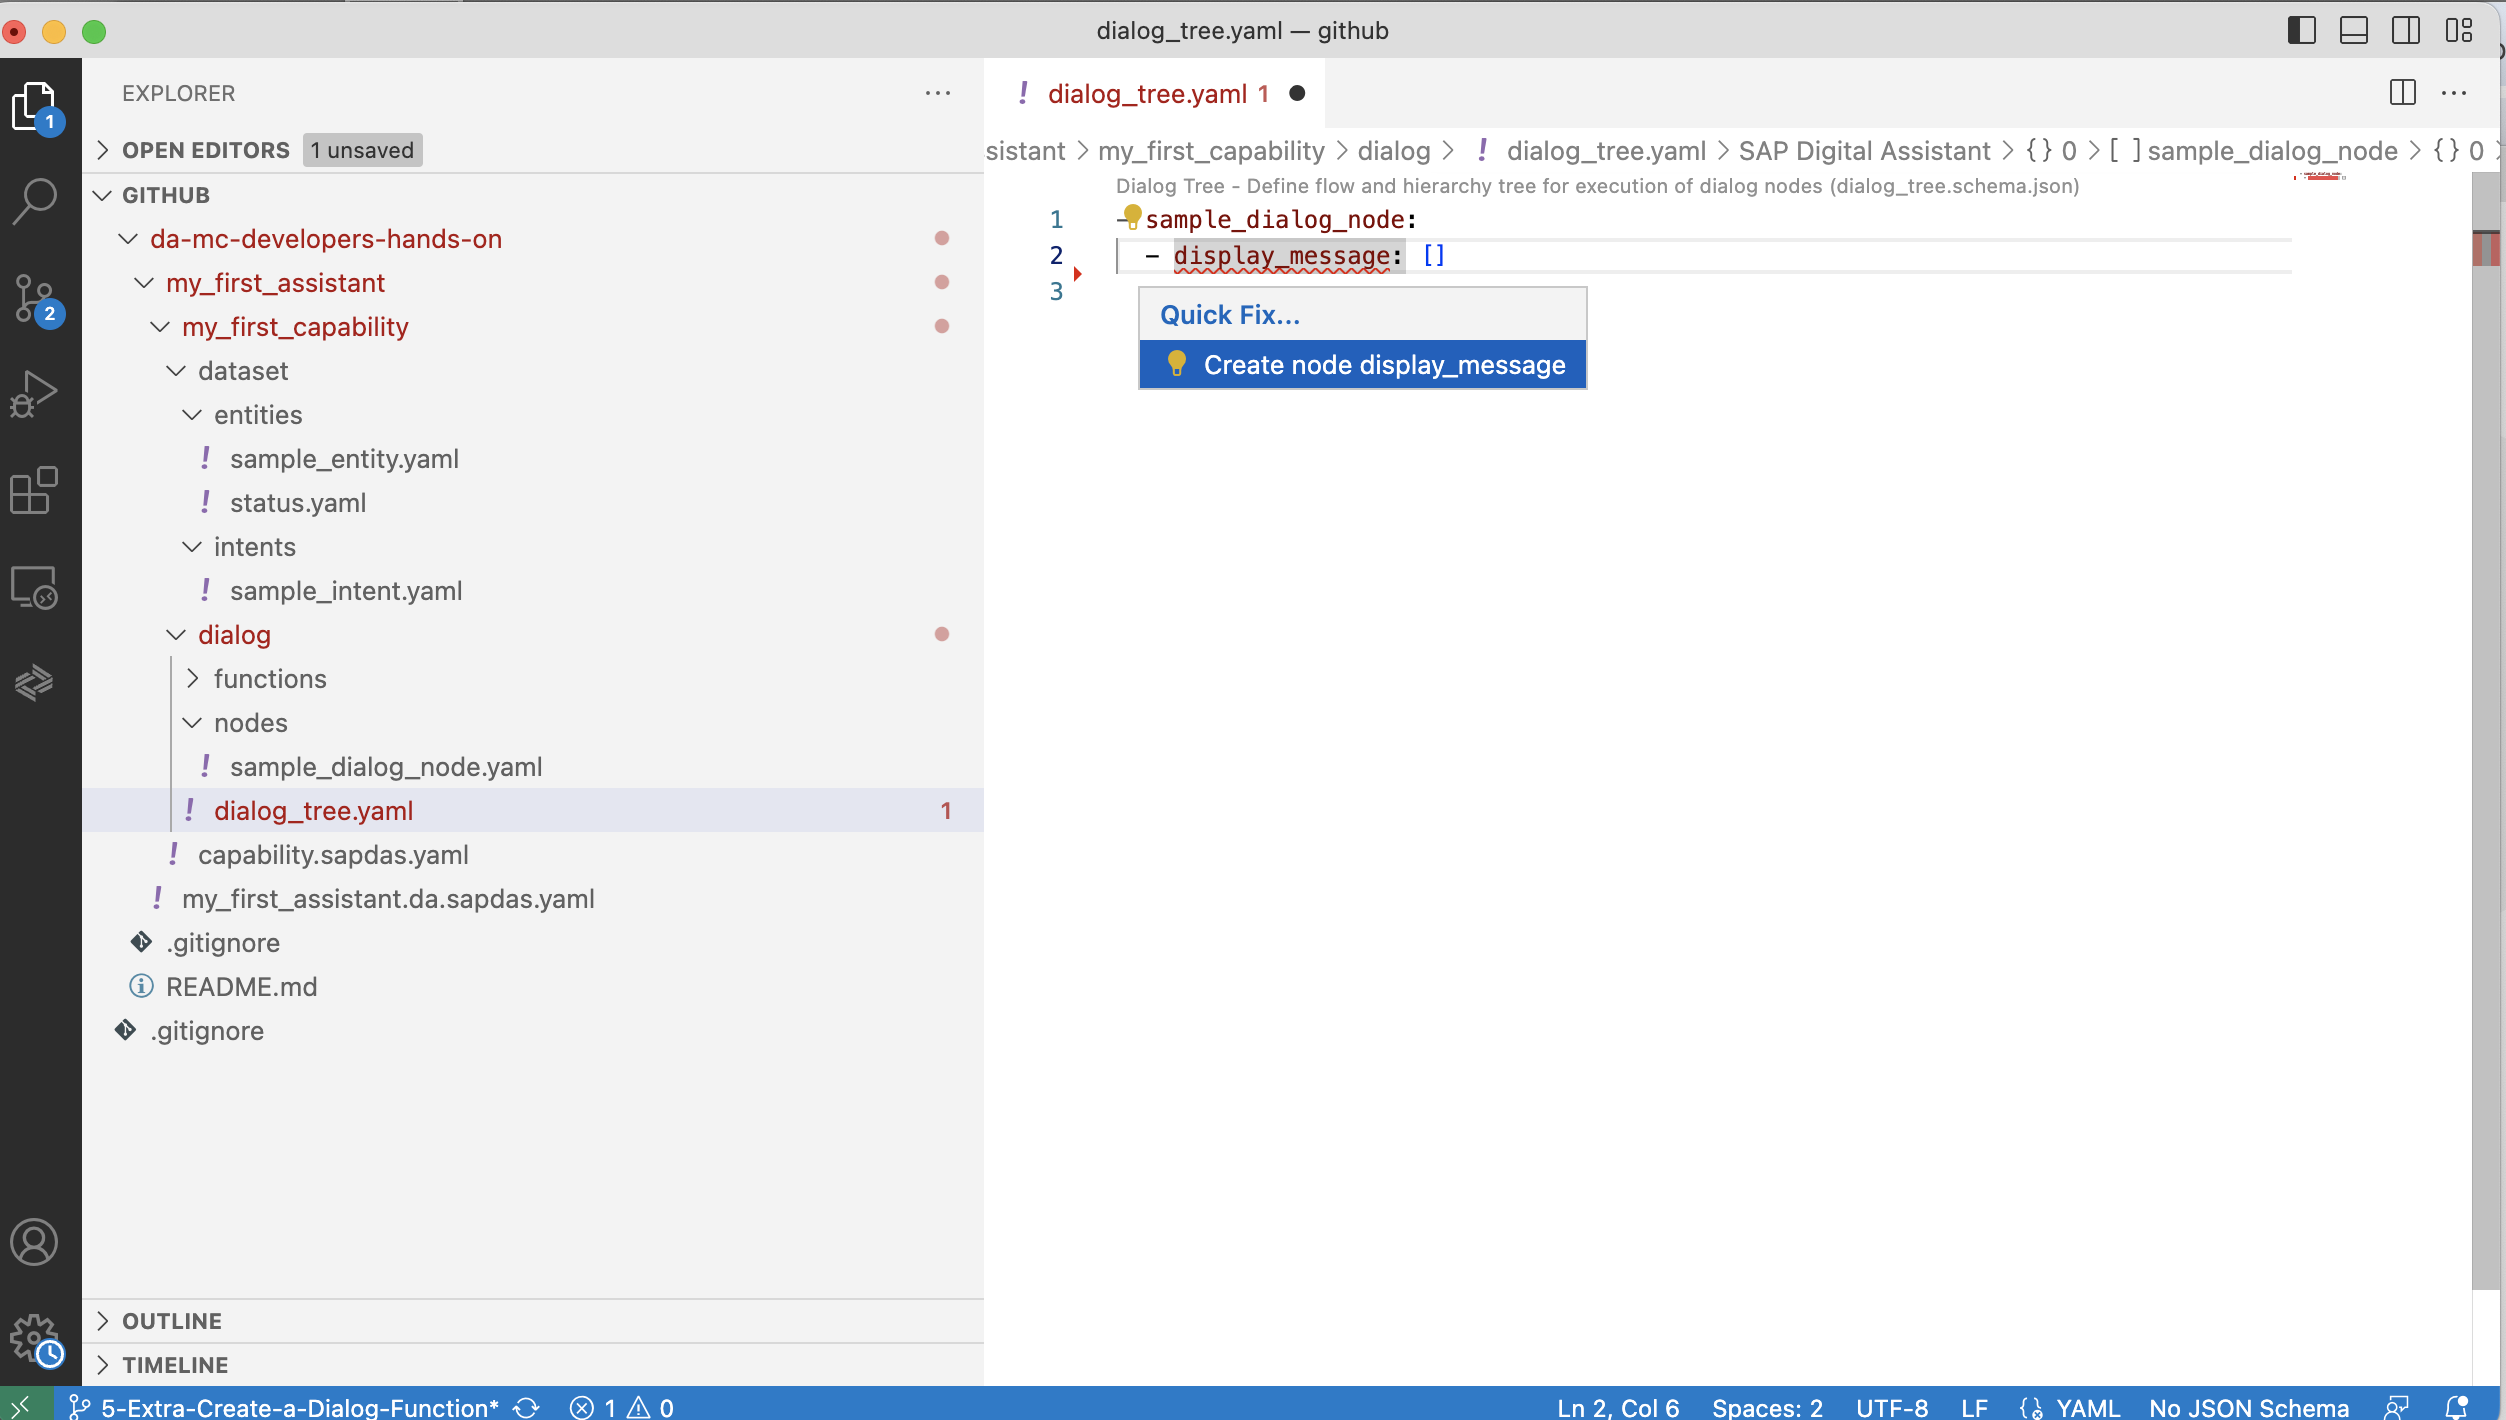 dialog_tree.yaml — github
EXPLORER
OPEN EDITORS 1 unsaved
GITHUB
da-mc-developers-hands-on
my_first_assistant
my_first_capability
dataset
entities
! sample_entity.yaml
! status.yaml
intents
! sample_intent.yaml
dialog
functions
nodes
! sample_dialog_node.yaml
! dialog_tree.yaml 1
! capability.sapdas.yaml
! my_first_assistant.da.sapdas.yaml
.gitignore
README.md
.gitignore
OUTLINE
TIMELINE
1
2
! dialog_tree.yaml 1
sistant > my_first_capability > dialog > ! dialog_tree.yaml > SAP Digital Assistant > {} 0 > [ ] sample_dialog_node > {} 0
Dialog Tree - Define flow and hierarchy tree for execution of dialog nodes (dialog_tree.schema.json)
1 - sample_dialog_node:
2 - display_message: []
3
Quick Fix...
Create node display_message
5-Extra-Create-a-Dialog-Function* 1 0 Ln 2, Col 6 Spaces: 2 UTF-8 LF YAML No JSON Schema